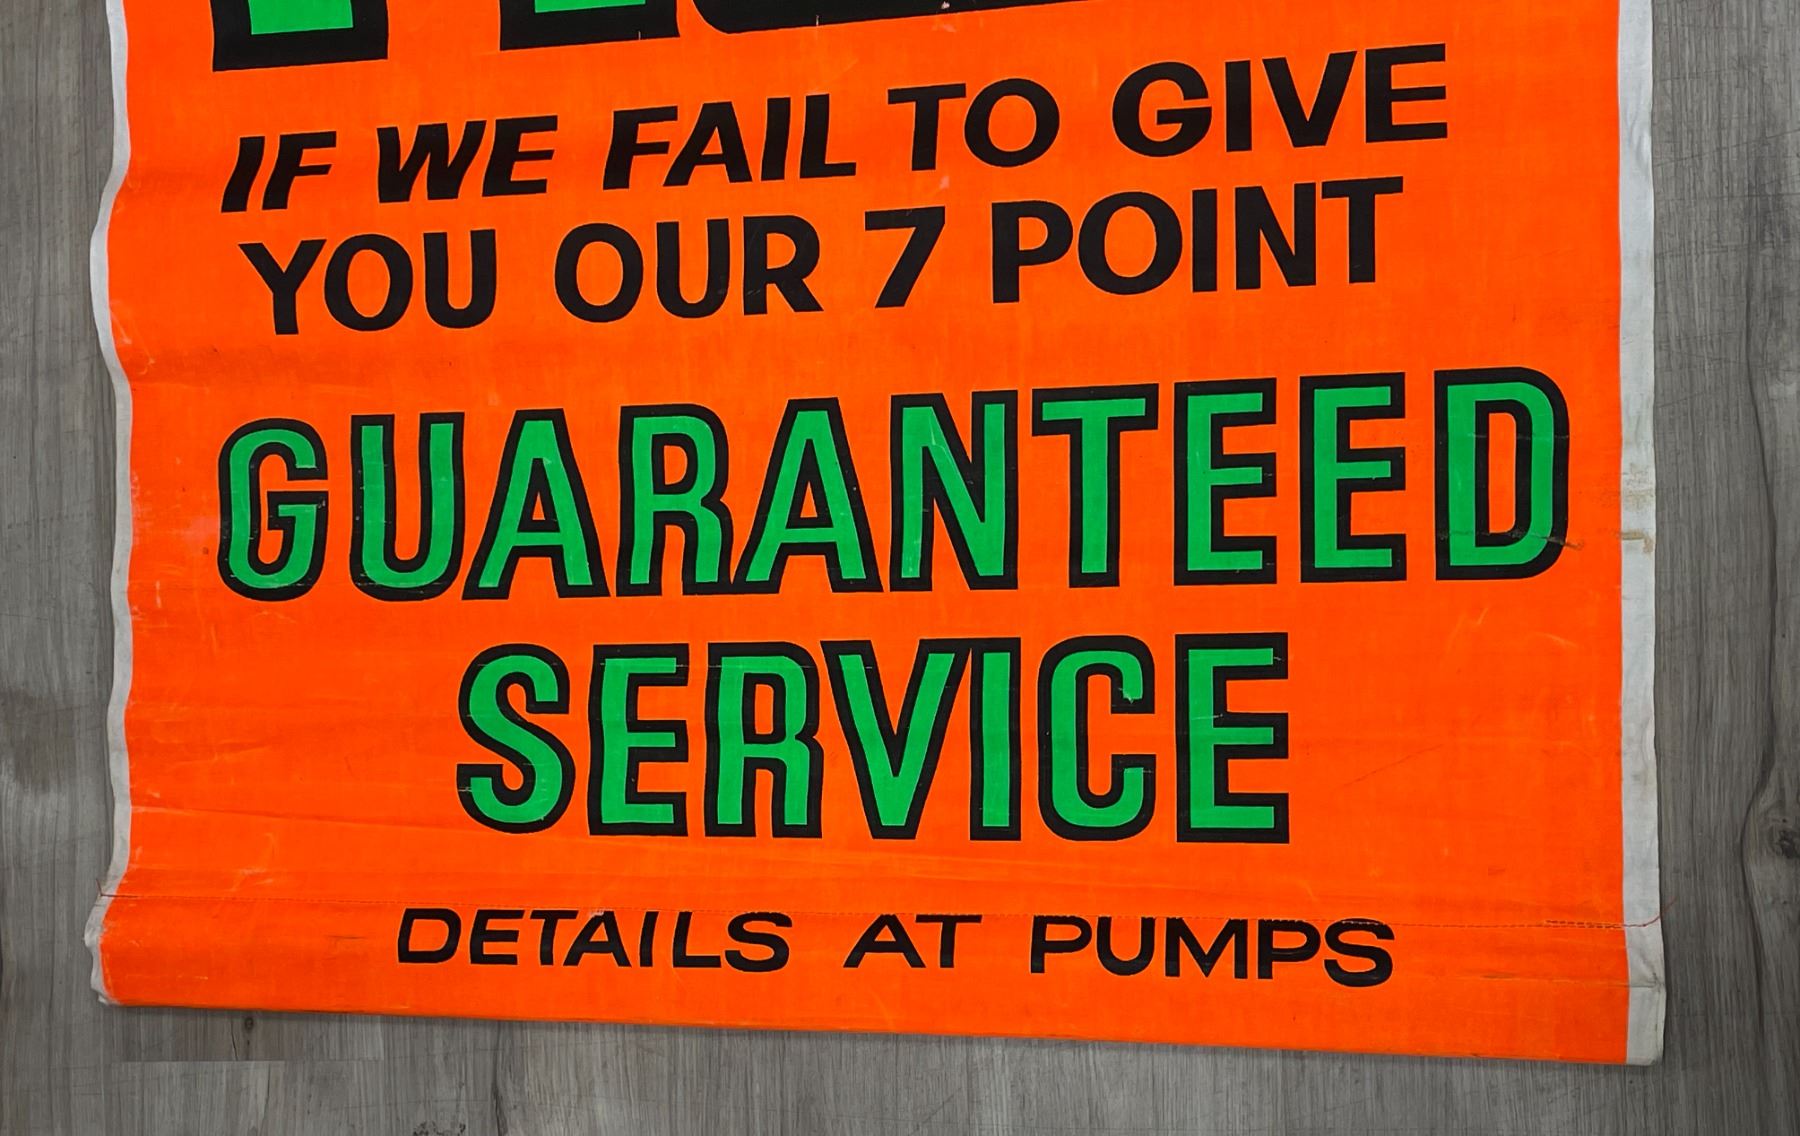 IF WE FAIL TO GIVE
YOU OUR 7 POINT
GUARANTEED
SERVICE
DETAILS AT PUMPS